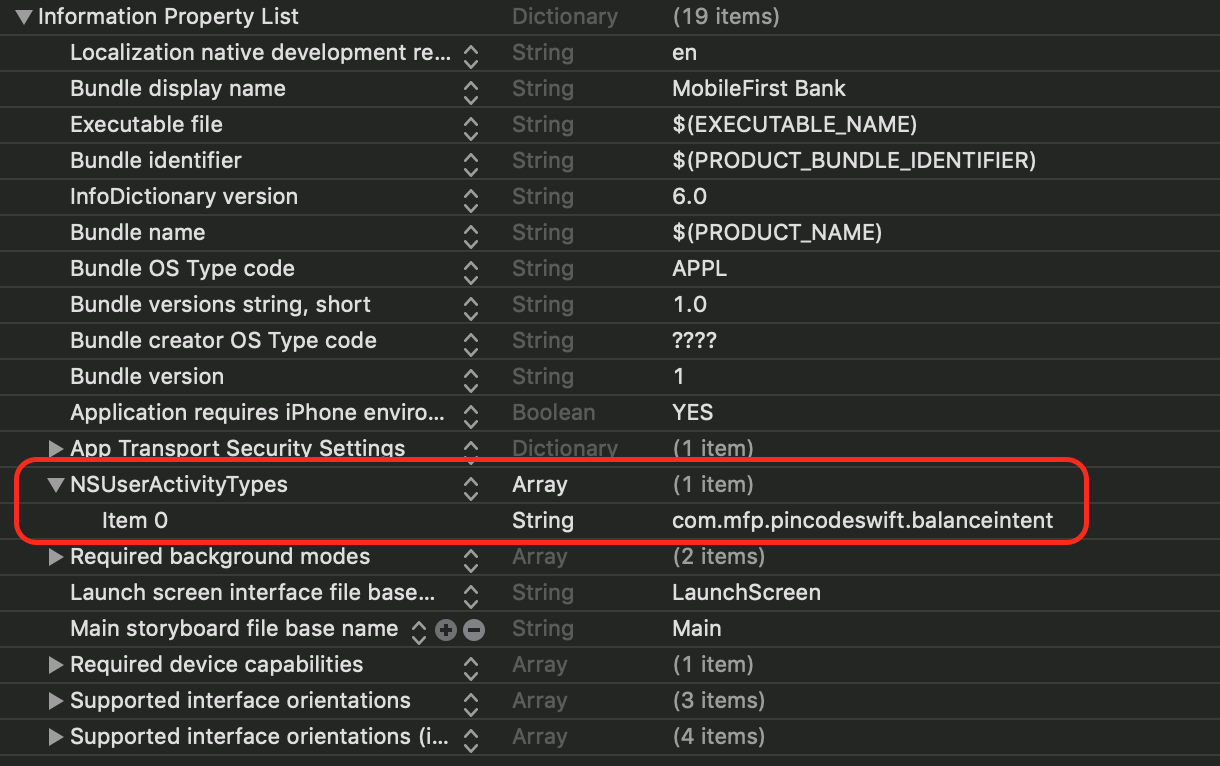 Information Property List Dictionary (19 items)
Localization native development re... String en
Bundle display name String MobileFirst Bank
Executable file String $(EXECUTABLE_NAME)
Bundle identifier String $(PRODUCT_BUNDLE_IDENTIFIER)
InfoDictionary version String 6.0
Bundle name String $(PRODUCT_NAME)
Bundle OS Type code String APPL
Bundle versions string, short String 1.0
Bundle creator OS Type code String ????
Bundle version String 1
Application requires iPhone enviro... Boolean YES
App Transport Security Settings Dictionary (1 item)
NSUserActivityTypes Array (1 item)
Item 0 String com.mfp.pincodeswift.balanceintent
Required background modes Array (2 items)
Launch screen interface file base... String LaunchScreen
Main storyboard file base name String Main
Required device capabilities Array (1 item)
Supported interface orientations Array (3 items)
Supported interface orientations (i... Array (4 items)